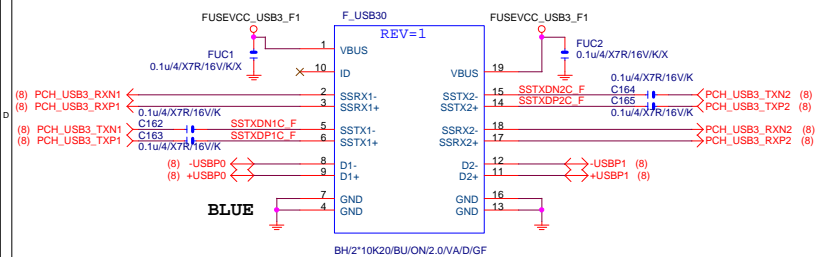 FUSEVCC_USB3_F1
F_USB30
FUSEVCC_USB3_F1
REV=1
FUC1
0.1u/4/X7R/16V/K/X
1
VBUS
10
ID
FUC2
0.1u/4/X7R/16V/K/X
VBUS
19
0.1u/4/X7R/16V/K
(8) PCH_USB3_RXN1
2
SSRX1-
SSTX2-
15
SSTXDN2C_F
C164
PCH_USB3_TXN2 (8)
(8) PCH_USB3_RXP1
3
SSRX1+
SSTX2+
14
SSTXDP2C_F
C165
PCH_USB3_TXP2 (8)
0.1u/4/X7R/16V/K
0.1u/4/X7R/16V/K
(8) PCH_USB3_TXN1
C162
SSTXDN1C_F
5
SSTX1-
SSRX2-
18
PCH_USB3_RXN2 (8)
(8) PCH_USB3_TXP1
C163
SSTXDP1C_F
6
SSTX1+
SSRX2+
17
PCH_USB3_RXP2 (8)
0.1u/4/X7R/16V/K
(8) -USBP0
8
D1-
D2-
12
-USBP1 (8)
(8) +USBP0
9
D1+
D2+
11
+USBP1 (8)
7
GND
GND
16
BLUE
4
GND
GND
13
BH/2*10K20/BU/ON/2.0/VA/D/GF
D